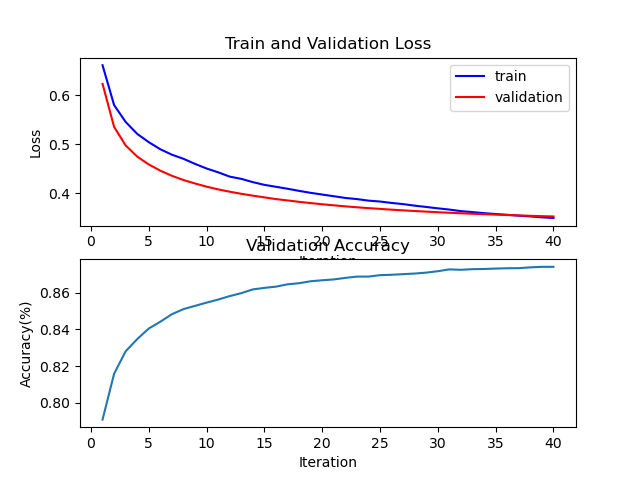 Train and Validation Loss
Loss
0.6
0.5
0.4
train
validation
0 5 10 15 20 25 30 35 40
Iteration
Validation Accuracy
Accuracy(%)
0.86
0.84
0.82
0.80
0 5 10 15 20 25 30 35 40
Iteration